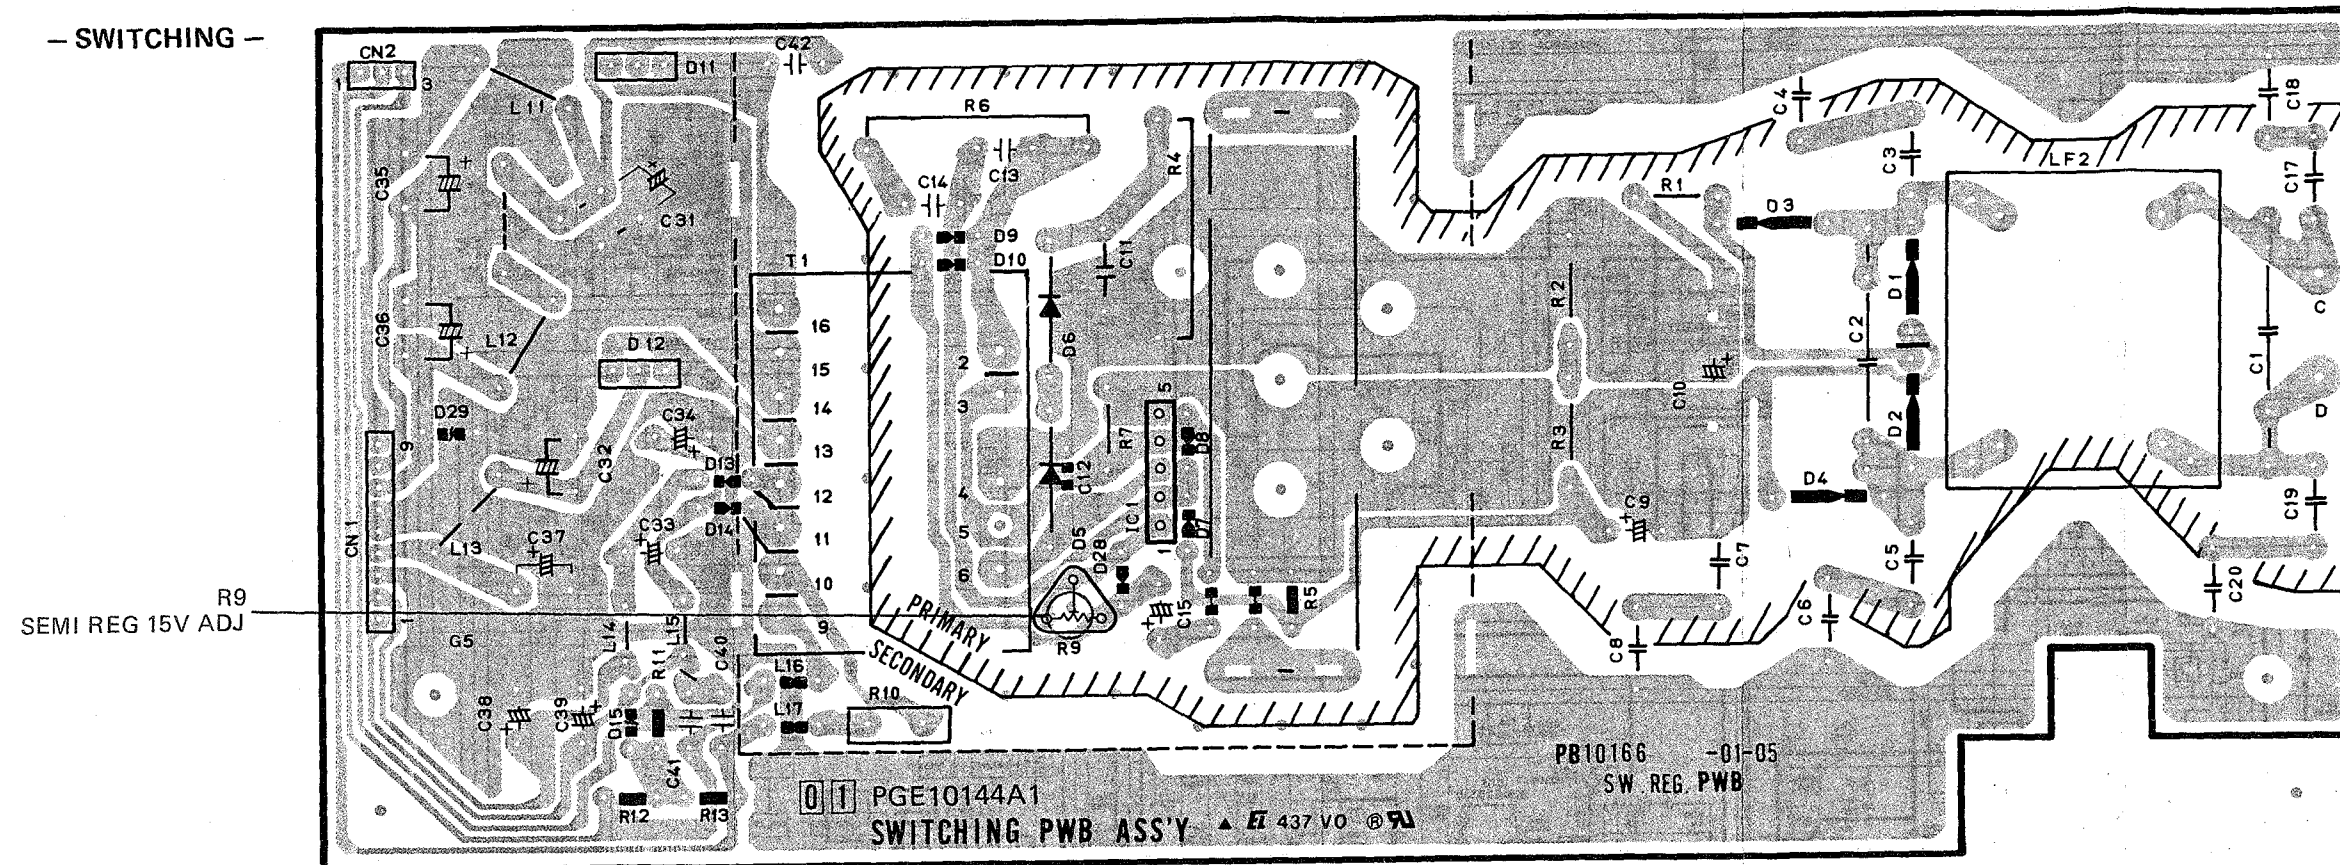 – SWITCHING –
CN2
1
3
L11
D11
C42
R6
C14
C13
R4
C4
C3
C18
C17
LF2
C35
C31
R1
D3
D9
D10
T1
C11
D1
R2
C
C36
L12
D12
16
15
14
13
12
11
10
9
2
3
4
5
6
D6
C2
C1
D29
C34
C10
D
D2
R3
R7
5
D8
D13
C32
C12
D4
C9
C19
CN1
9
1
L13
C37
C33
D14
IC1
1
D7
D5
D28
C7
C5
C20
R9
SEMI REG 15V ADJ
G5
L14
L15
R11
C40
PRIMARY
SECONDARY
R9
C15
R5
C6
C8
L16
R10
C38
C39
D15
L17
C41
R12
R13
PB10166 -01-05
SW. REG. PWB
0 1 PGE10144A1
SWITCHING PWB ASS'Y ▲ 437 V0 ®